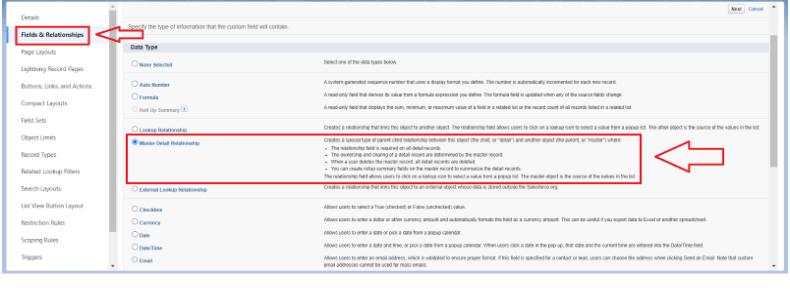 Next Cancel
Details
Specify the type of information that the custom field will contain.
Fields & Relationships
Data Type
Page Layouts
None Selected
Select one of the data types below.
Lightning Record Pages
Auto Number
A system-generated sequence number that uses a display format you define. The number is automatically incremented for each new record.
Buttons, Links, and Actions
Formula
A read-only field that derives its value from a formula expression you define. The formula field is updated when any of the source fields change.
Compact Layouts
Roll-Up Summary
A read-only field that displays the sum, minimum, or maximum value of a field in a related list or the record count of all records listed in a related list.
Field Sets
Lookup Relationship
Creates a relationship that links this object to another object. The relationship field allows users to click on a lookup icon to select a value from a popup list. The other object is the source of the values in the list.
Object Limits
Master-Detail Relationship
Creates a special type of parent-child relationship between this object (the child, or "detail") and another object (the parent, or "master") where:
• The relationship field is required on all detail records.
Record Types
• The ownership and sharing of a detail record are determined by the master record.
• When a user deletes the master record, all detail records are deleted.
Related Lookup Filters
• You can create rollup summary fields on the master record to summarize the detail records.
The relationship field allows users to click on a lookup icon to select a value from a popup list. The master object is the source of the values in the list.
Search Layouts
External Lookup Relationship
Creates a relationship that links this object to an external object whose data is stored outside the Salesforce org.
List View Button Layout
Checkbox
Allows users to select a True (checked) or False (unchecked) value.
Restriction Rules
Currency
Allows users to enter a dollar or other currency amount and automatically formats the field as a currency amount. This can be useful if you export data to Excel or another spreadsheet.
Date
Allows users to enter a date or pick a date from a popup calendar.
Scoping Rules
Date/Time
Allows users to enter a date and time, or pick a date from a popup calendar. When users click a date in the pop-up, that date and the current time are entered into the Date/Time field.
Triggers
Email
Allows users to enter an email address, which is validated to ensure proper format. If this field is specified for a contact or lead, users can choose the address when clicking Send an Email. Note that custom
email addresses cannot be used for mass emails.